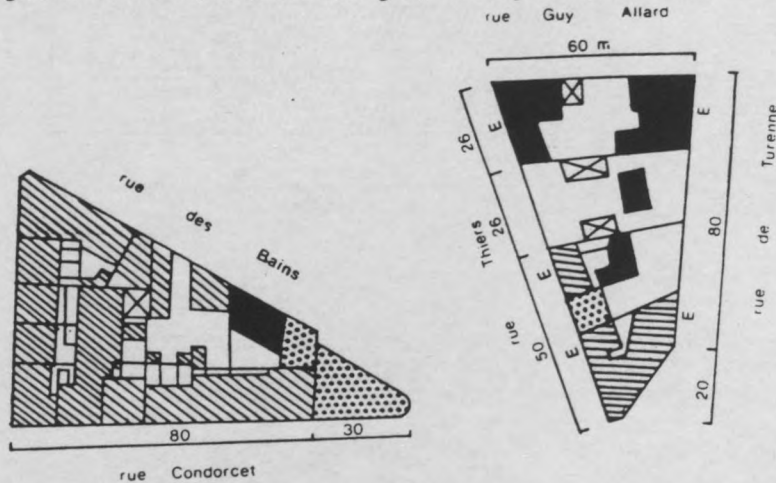 rue Guy Allard
60 m.
E
E
26
26
50
rue Thiers
E
E
E
80
20
rue de Turenne
rue des Bains
80
30
rue Condorcet